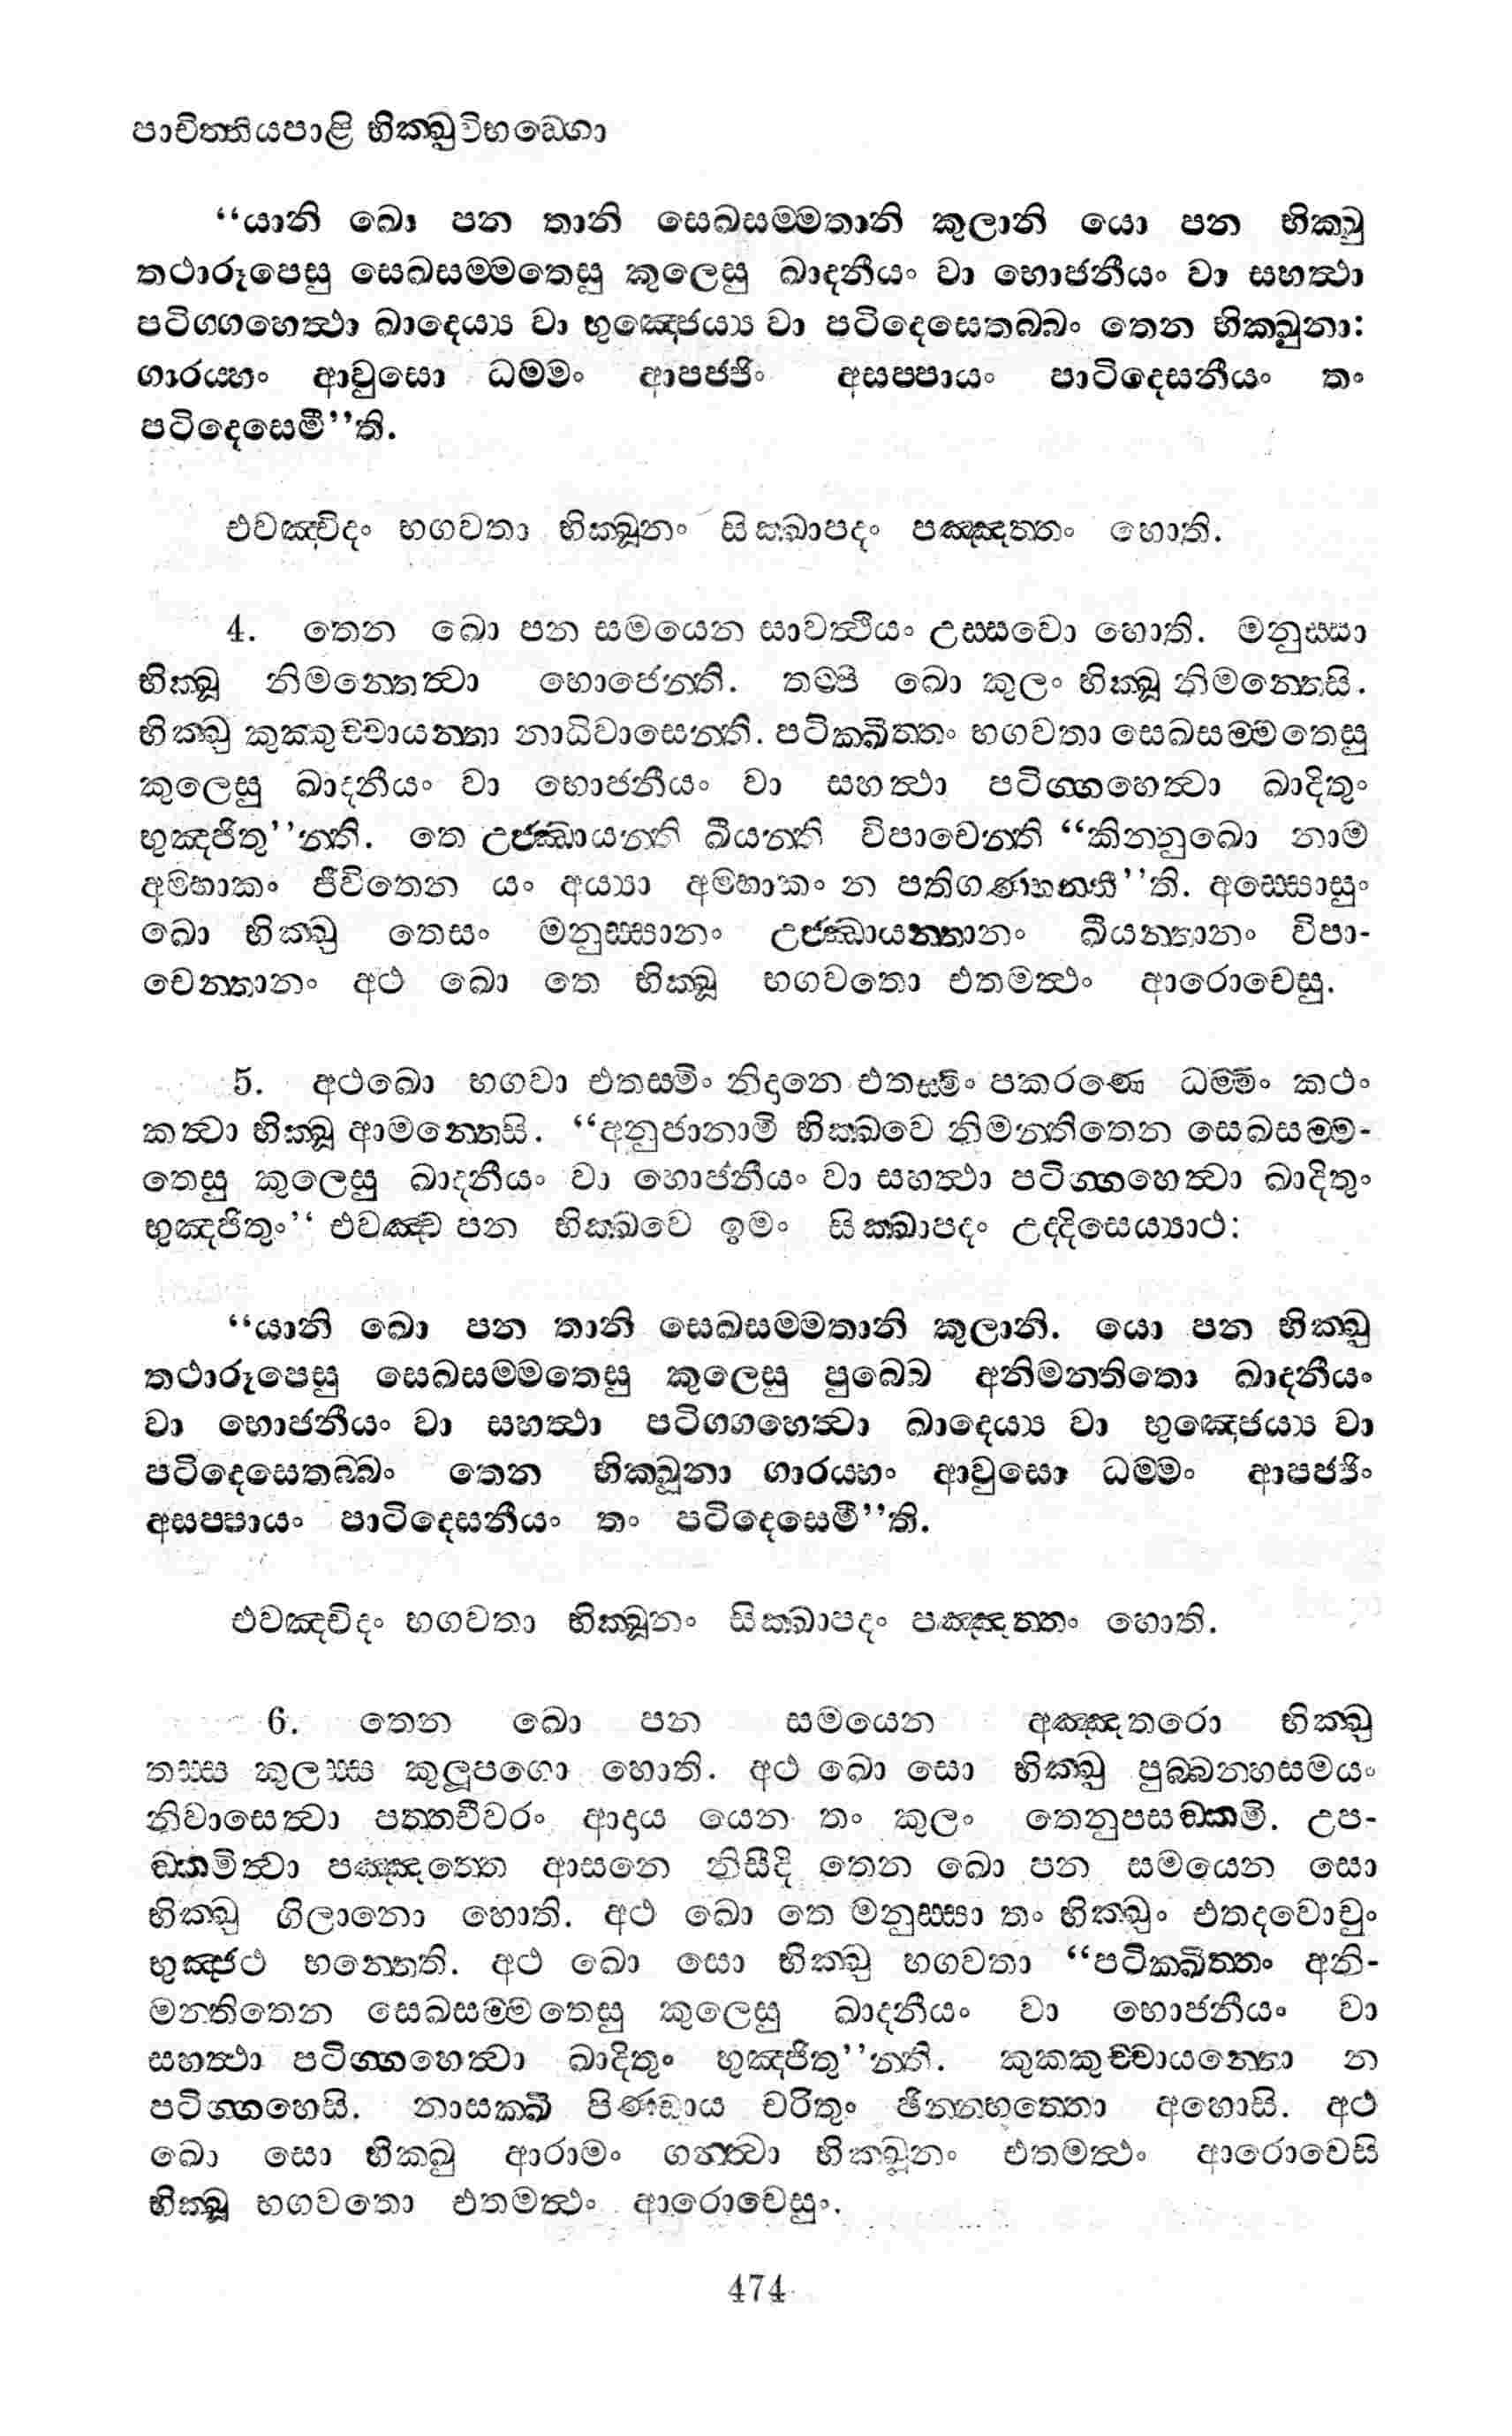 පාචිත්තියපාළි භික්ඛුවිභඞ්ගො
“යානි ඛො පන තානි සෙඛසම්මතානි කුලානි යො පන භික්ඛු
තථාරූපෙසු සෙඛසම්මතෙසු කුලෙසු ඛාදනීයං වා භොජනීයං වා සහත්ථා
පටිග්ගහෙත්වා ඛාදෙය්‍ය වා භුඤ්ජෙය්‍ය වා පටිදෙසෙතබ්බං තෙන භික්ඛුනා:
ගාරය්හං ආවුසො ධම්මං ආපජ්ජිං අසප්පායං පාටිදෙසනීයං තං
පටිදෙසෙමී”ති.
එවඤ්චිදං භගවතා භික්ඛූනං සික්ඛාපදං පඤ්ඤත්තං හොති.
4. තෙන ඛො පන සමයෙන සාවත්ථියං උස්සවො හොති. මනුස්සා
භික්ඛූ නිමන්තෙත්වා භොජෙන්ති. තම්පි ඛො කුලං භික්ඛූ නිමන්තෙසි.
භික්ඛු කුක්කුච්චායන්තා නාධිවාසෙන්ති. පටික්ඛිත්තං භගවතා සෙඛසම්මතෙසු
කුලෙසු ඛාදනීයං වා භොජනීයං වා සහත්ථා පටිග්ගහෙත්වා ඛාදිතුං
භුඤ්ජිතු”න්ති. තෙ උජ්ඣායන්ති ඛීයන්ති විපාචෙන්ති “කින්නුඛො නාම
අම්හාකං ජීවිතෙන යං අය්‍යා අම්හාකං න පතිගණ්හන්තී”ති. අස්සොසුං
ඛො භික්ඛු තෙසං මනුස්සානං උජ්ඣායන්තානං ඛීයන්තානං විපා-
චෙන්තානං අථ ඛො තෙ භික්ඛූ භගවතො එතමත්ථං ආරොචෙසු.
5. අථඛො භගවා එතස්මිං නිදානෙ එතස්මිං පකරණෙ ධම්මිං කථං
කත්වා භික්ඛූ ආමන්තෙසි. “අනුජානාමි භික්ඛවෙ නිමන්තිතෙන සෙඛසම්ම-
තෙසු කුලෙසු ඛාදනීයං වා භොජනීයං වා සහත්ථා පටිග්ගහෙත්වා ඛාදිතුං
භුඤ්ජිතුං” එවඤ්ච පන භික්ඛවෙ ඉමං සික්ඛාපදං උද්දිසෙය්‍යාථ:
“යානි ඛො පන තානි සෙඛසම්මතානි කුලානි. යො පන භික්ඛු
තථාරූපෙසු සෙඛසම්මතෙසු කුලෙසු පුබ්බෙ අනිමන්තිතො ඛාදනීයං
වා භොජනීයං වා සහත්ථා පටිග්ගහෙත්වා ඛාදෙය්‍ය වා භුඤ්ජෙය්‍ය වා
පටිදෙසෙතබ්බං තෙන භික්ඛූනා ගාරය්හං ආවුසො ධම්මං ආපජ්ජිං
අසප්පායං පාටිදෙසනීයං තං පටිදෙසෙමී”ති.
එවඤ්චිදං භගවතා භික්ඛූනං සික්ඛාපදං පඤ්ඤත්තං හොති.
6. තෙන ඛො පන සමයෙන අඤ්ඤතරො භික්ඛු
තස්ස කුලස්ස කුලූපගො හොති. අථ ඛො සො භික්ඛු පුබ්බන්හසමයං
නිවාසෙත්වා පත්තචීවරං ආදාය යෙන තං කුලං තෙනුපසඞ්කමි. උප-
ඞ්කමිත්වා පඤ්ඤත්තෙ ආසනෙ නිසීදි තෙන ඛො පන සමයෙන සො
භික්ඛු ගිලානො හොති. අථ ඛො තෙ මනුස්සා තං භික්ඛුං එතදවොචුං
භුඤ්ජථ භන්තෙති. අථ ඛො සො භික්ඛු භගවතා “පටික්ඛිත්තං අනි-
මන්තිතෙන සෙඛසම්මතෙසු කුලෙසු ඛාදනීයං වා භොජනීයං වා
සහත්ථා පටිග්ගහෙත්වා ඛාදිතුං භුඤ්ජිතු”න්ති. කුක්කුච්චායන්තො න
පටිග්ගහෙසි. නාසක්ඛි පිණ්ඩාය චරිතුං ඡින්නභත්තො අහොසි. අථ
ඛො සො භික්ඛු ආරාමං ගන්ත්වා භික්ඛූනං එතමත්ථං ආරොචෙසි
භික්ඛූ භගවතො එතමත්ථං ආරොචෙසුං.
474